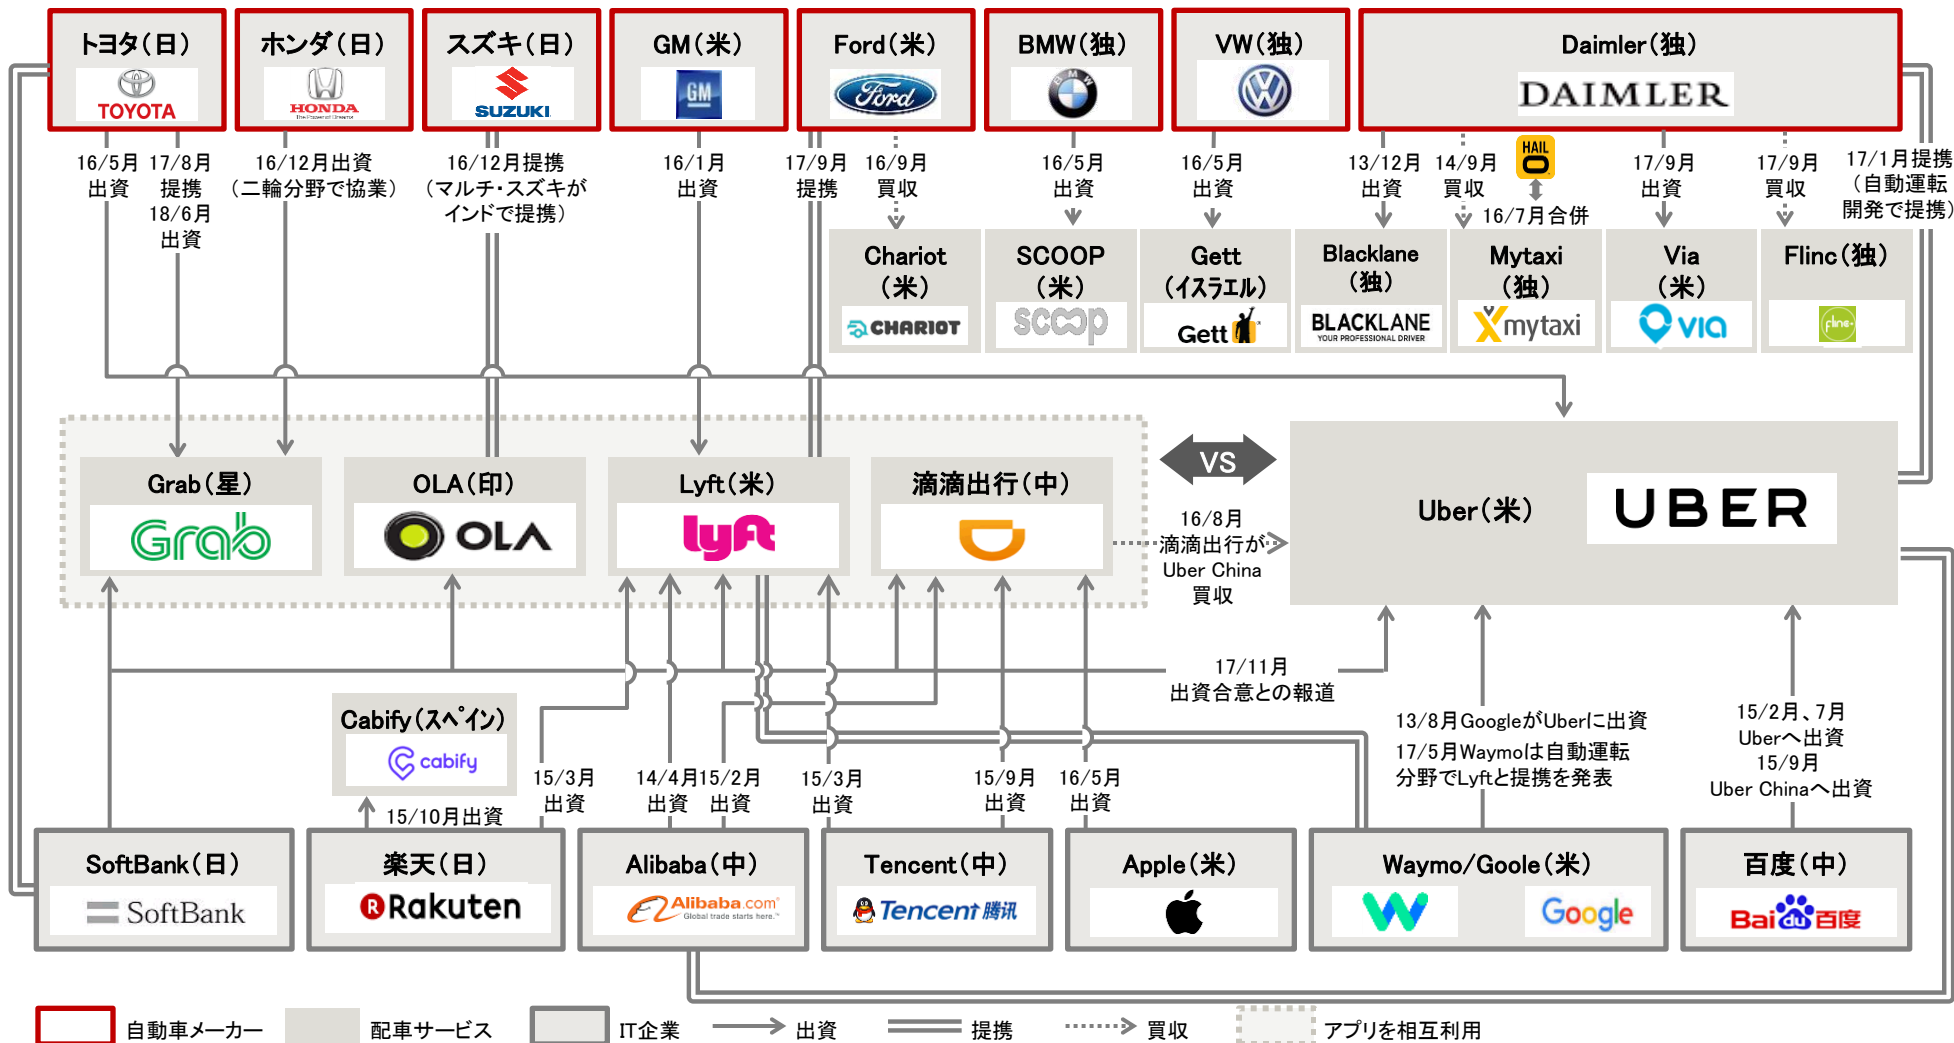 トヨタ(日)
TOYOTA
ホンダ(日)
HONDA
The Power of Dreams
スズキ(日)
SUZUKI
GM(米)
GM
Ford(米)
Ford
BMW(独)
BMW
VW(独)
Daimler(独)
DAIMLER
16/5月
出資
17/8月
提携
18/6月
出資
16/12月出資
(二輪分野で協業)
16/12月提携
(マルチ・スズキが
インドで提携)
16/1月
出資
17/9月
提携
16/9月
買収
16/5月
出資
16/5月
出資
13/12月
出資
14/9月
買収
HAIL
O
16/7月合併
17/9月
出資
17/9月
買収
17/1月提携
(自動運転
開発で提携)
Chariot
(米)
CHARIOT
SCOOP
(米)
scoop
Gett
(イスラエル)
Gett
Blacklane
(独)
BLACKLANE
YOUR PROFESSIONAL DRIVER
Mytaxi
(独)
mytaxi
Via
(米)
via
Flinc(独)
flinc
Grab(星)
Grab
OLA(印)
OLA
Lyft(米)
lyft
滴滴出行(中)
VS
16/8月
滴滴出行が
Uber China
買収
Uber(米)
UBER
17/11月
出資合意との報道
Cabify(スペイン)
cabify
15/10月出資
15/3月
出資
14/4月
出資
15/2月
出資
15/3月
出資
15/9月
出資
16/5月
出資
13/8月GoogleがUberに出資
17/5月Waymoは自動運転
分野でLyftと提携を発表
15/2月、7月
Uberへ出資
15/9月
Uber Chinaへ出資
SoftBank(日)
SoftBank
楽天(日)
Rakuten
Alibaba(中)
Alibaba.com
Global trade starts here.™
Tencent(中)
Tencent 腾讯
Apple(米)
Waymo/Goole(米)
Google
百度(中)
Bai du 百度
自動車メーカー
配車サービス
IT企業
出資
提携
買収
アプリを相互利用